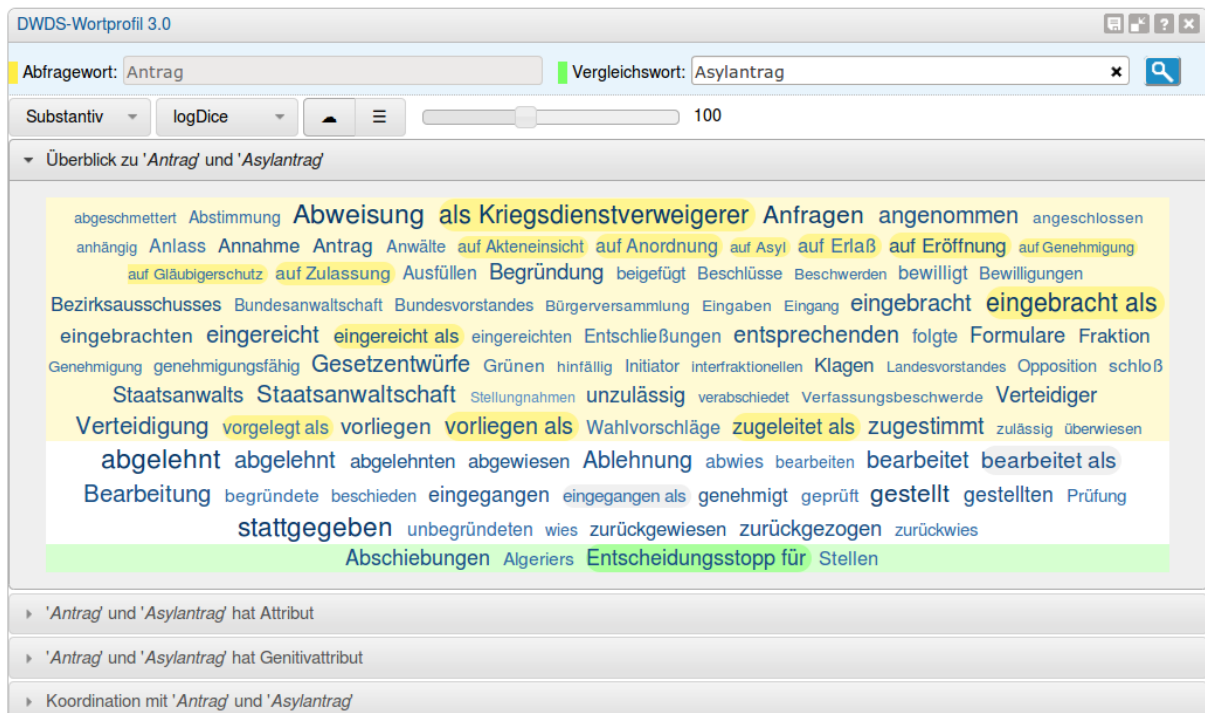 DWDS-Wortprofil 3.0
Abfragewort: Antrag Vergleichswort: Asylantrag
Substantiv logDice 100
Überblick zu 'Antrag' und 'Asylantrag'
abgeschmettert Abstimmung Abweisung als Kriegsdienstverweigerer Anfragen angenommen angeschlossen
anhängig Anlass Annahme Antrag Anwälte auf Akteneinsicht auf Anordnung auf Asyl auf Erlaß auf Eröffnung auf Genehmigung
auf Gläubigerschutz auf Zulassung Ausfüllen Begründung beigefügt Beschlüsse Beschwerden bewilligt Bewilligungen
Bezirksausschusses Bundesanwaltschaft Bundesvorstandes Bürgerversammlung Eingaben Eingang eingebracht eingebracht als
eingebrachten eingereicht eingereicht als eingereichten Entschließungen entsprechenden folgte Formulare Fraktion
Genehmigung genehmigungsfähig Gesetzentwürfe Grünen hinfällig Initiator interfraktionellen Klagen Landesvorstandes Opposition schloß
Staatsanwalts Staatsanwaltschaft Stellungnahmen unzulässig verabschiedet Verfassungsbeschwerde Verteidiger
Verteidigung vorgelegt als vorliegen vorliegen als Wahlvorschläge zugeleitet als zugestimmt zulässig überwiesen
abgelehnt abgelehnt abgelehnten abgewiesen Ablehnung abwies bearbeiten bearbeitet bearbeitet als
Bearbeitung begründete beschieden eingegangen eingegangen als genehmigt geprüft gestellt gestellten Prüfung
stattgegeben unbegründeten wies zurückgewiesen zurückgezogen zurückwies
Abschiebungen Algeriers Entscheidungsstopp für Stellen
'Antrag' und 'Asylantrag' hat Attribut
'Antrag' und 'Asylantrag' hat Genitivattribut
Koordination mit 'Antrag' und 'Asylantrag'